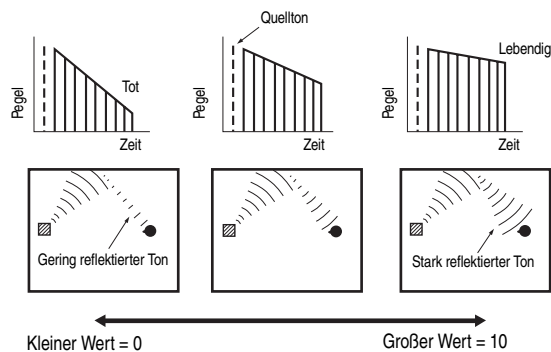 Quellton
Pegel
Tot
Zeit
Pegel
Zeit
Pegel
Lebendig
Zeit
Gering reflektierter Ton
Stark reflektierter Ton
Kleiner Wert = 0
Großer Wert = 10